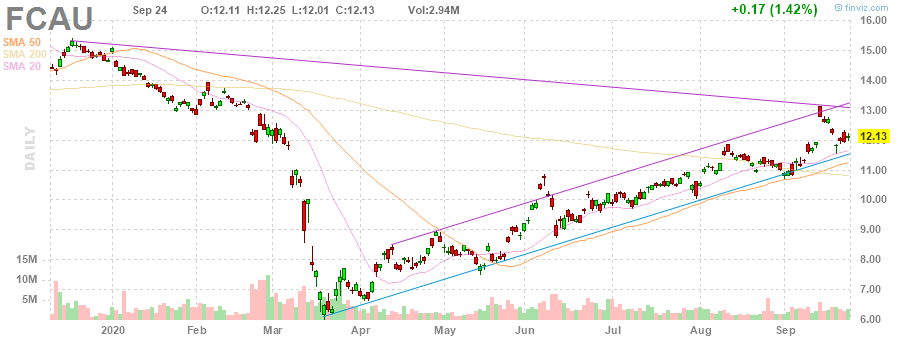 FCAU
Sep 24 O:12.11 H:12.25 L:12.01 C:12.13 Vol:2.94M +0.17 (1.42%) © finviz.com
SMA 50
SMA 200
SMA 20
DAILY
16.00
15.00
14.00
13.00
12.13
11.00
10.00
9.00
8.00
7.00
6.00
15M
10M
5M
2020 Feb Mar Apr May Jun Jul Aug Sep